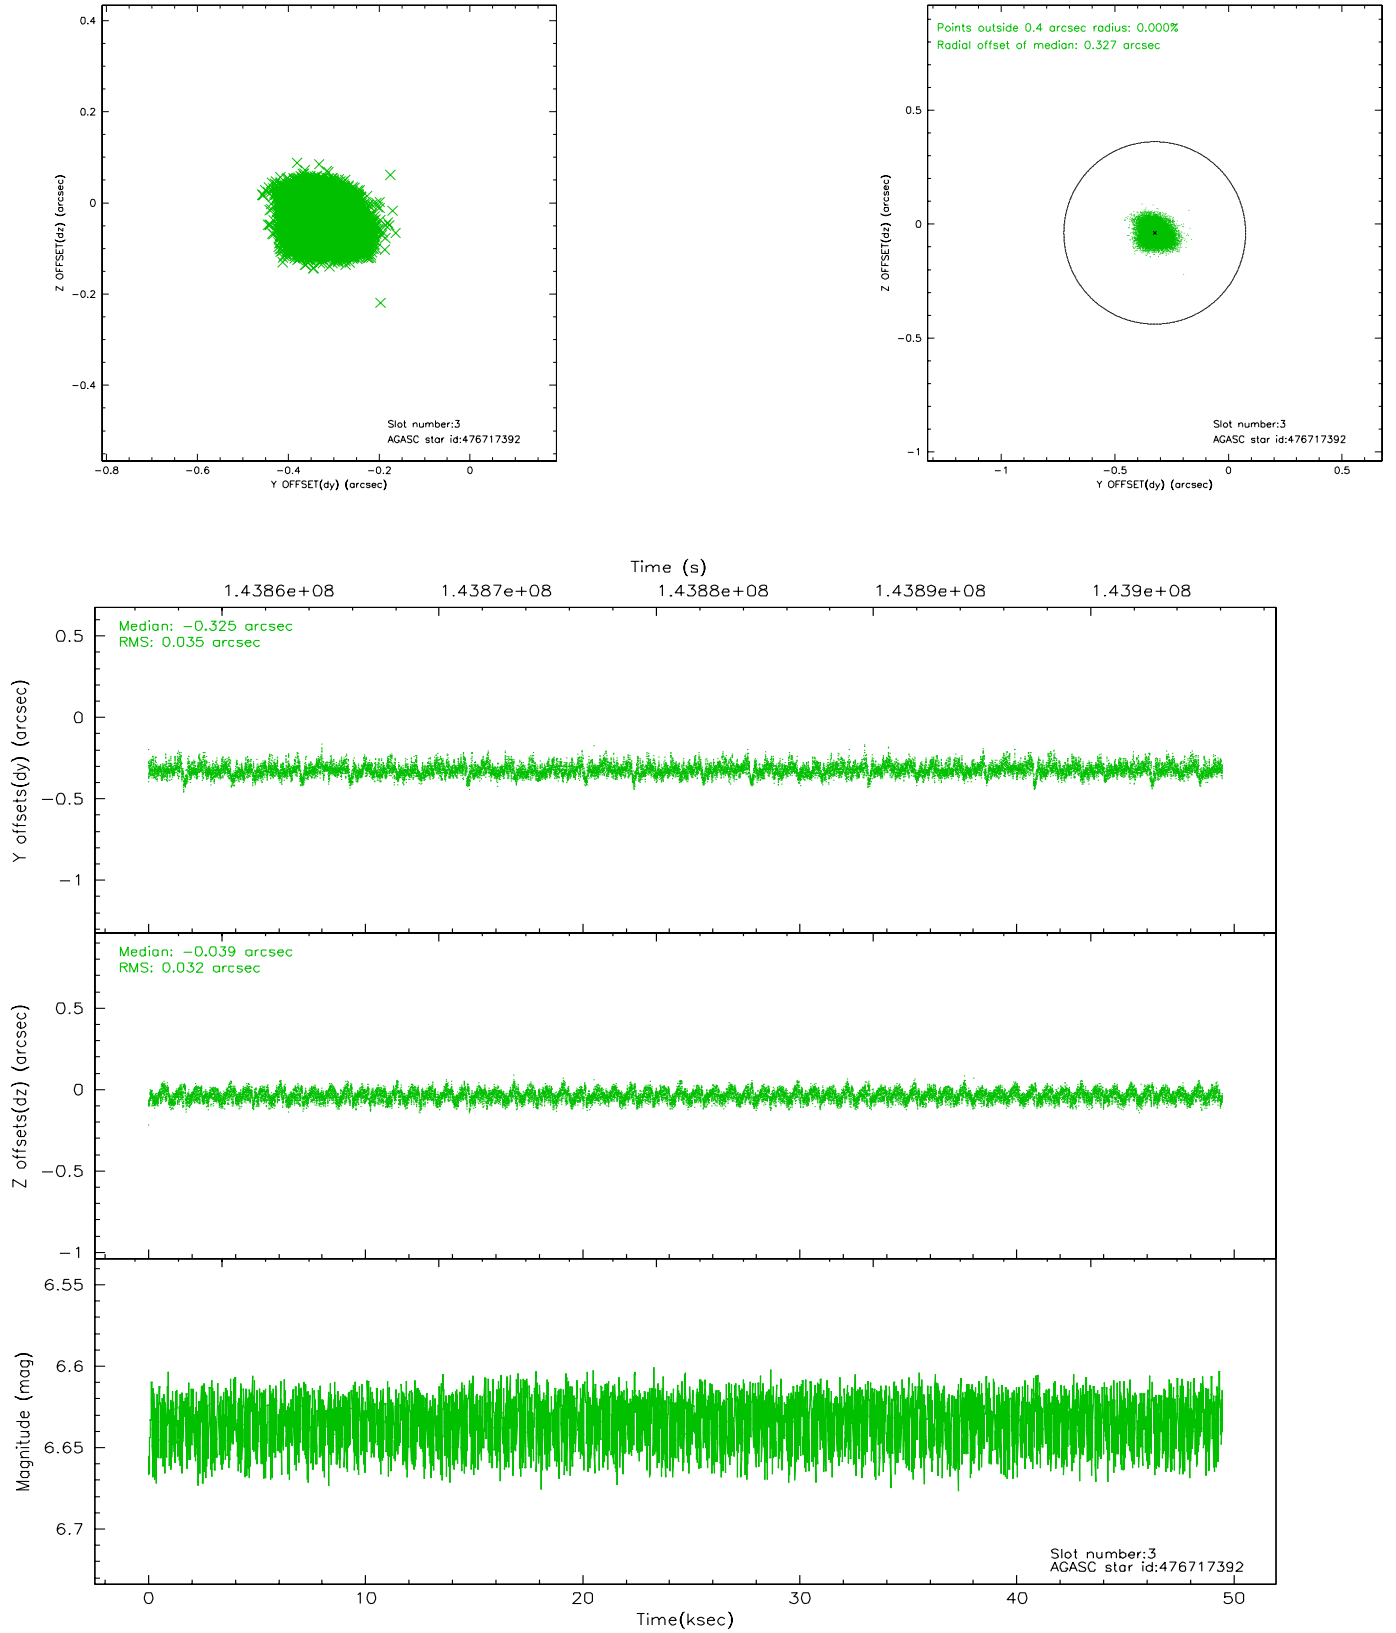 0.4
0.2
0
−0.2
−0.4
Z OFFSET(dz) (arcsec)
Slot number:3
AGASC star id:476717392
−0.8
−0.6
−0.4
−0.2
0
Y OFFSET(dy) (arcsec)
Points outside 0.4 arcsec radius: 0.000%
Radial offset of median: 0.327 arcsec
0.5
0
−0.5
−1
Z OFFSET(dz) (arcsec)
Slot number:3
AGASC star id:476717392
−1
−0.5
0
0.5
Y OFFSET(dy) (arcsec)
Time (s)
1.4386e+08
1.4387e+08
1.4388e+08
1.4389e+08
1.439e+08
Median: −0.325 arcsec
RMS: 0.035 arcsec
0.5
0
−0.5
−1
Y offsets(dy) (arcsec)
Median: −0.039 arcsec
RMS: 0.032 arcsec
0.5
0
−0.5
−1
Z offsets(dz) (arcsec)
6.55
6.6
6.65
6.7
Magnitude (mag)
Slot number:3
AGASC star id:476717392
0
10
20
30
40
50
Time(ksec)